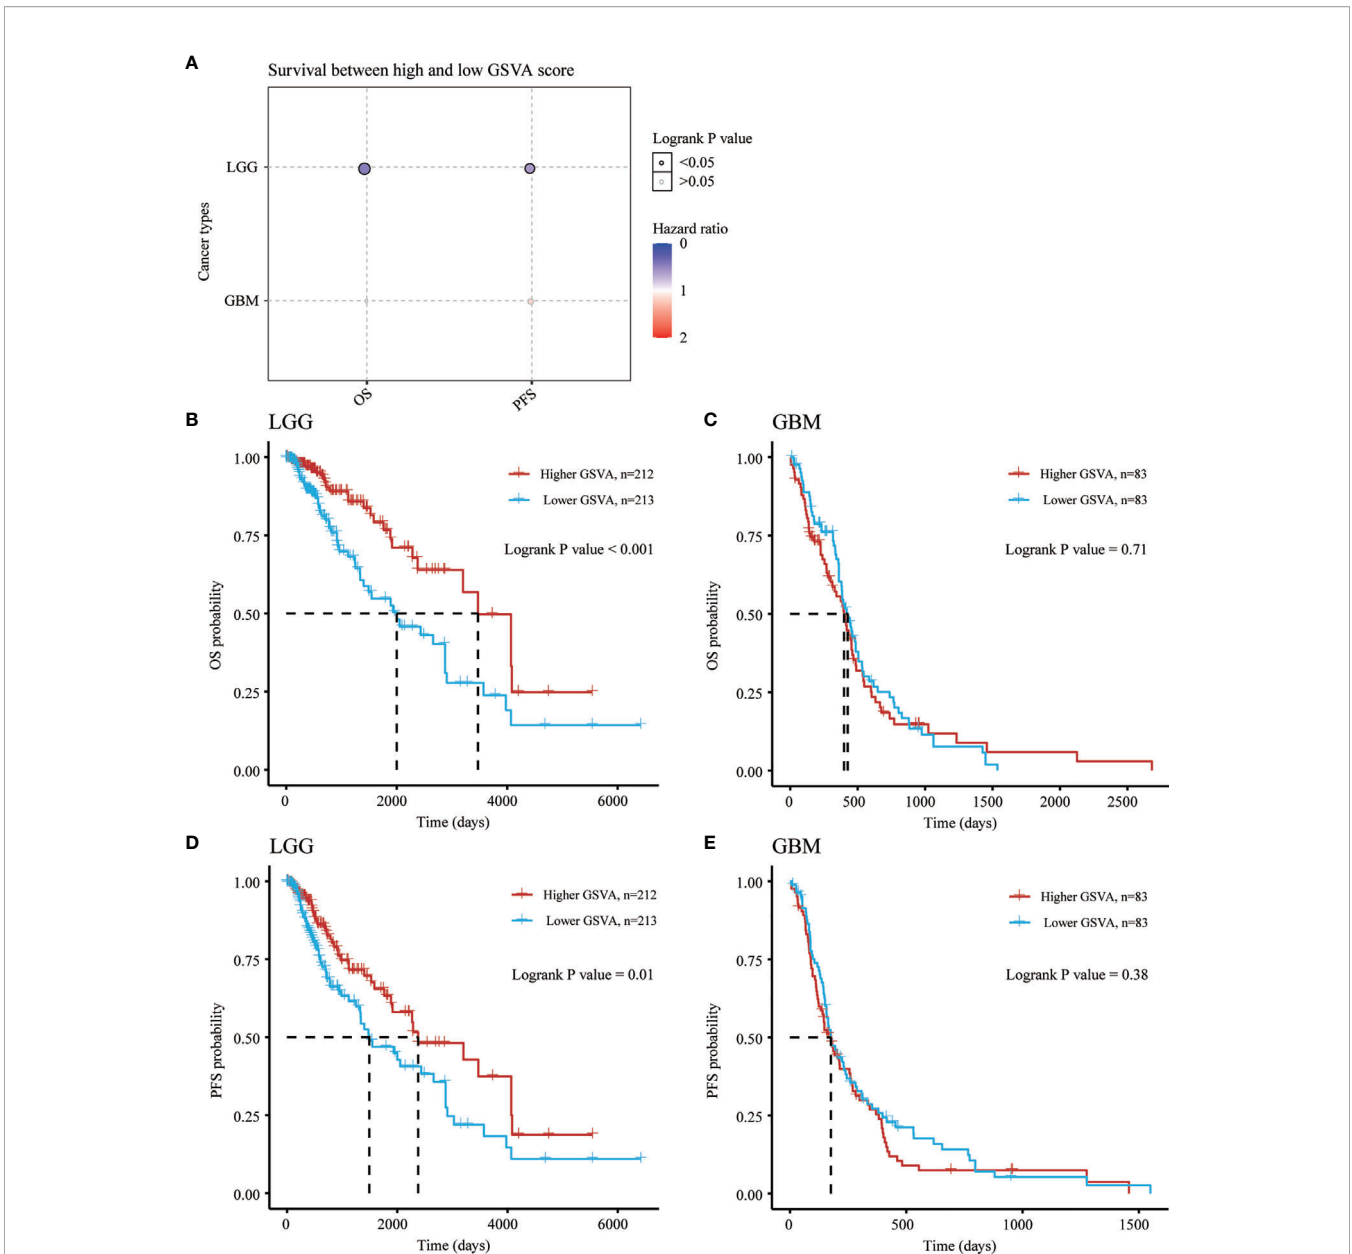 A
Survival between high and low GSVA score
Logrank P value
<0.05
>0.05
Hazard ratio
0
1
2
Cancer types
LGG
GBM
OS
PFS
B
LGG
Higher GSVA, n=212
Lower GSVA, n=213
Logrank P value < 0.001
OS probability
1.00
0.75
0.50
0.25
0.00
0
2000
4000
6000
Time (days)
C
GBM
Higher GSVA, n=83
Lower GSVA, n=83
Logrank P value = 0.71
OS probability
1.00
0.75
0.50
0.25
0.00
0
500
1000
1500
2000
2500
Time (days)
D
LGG
Higher GSVA, n=212
Lower GSVA, n=213
Logrank P value = 0.01
PFS probability
1.00
0.75
0.50
0.25
0.00
0
2000
4000
6000
Time (days)
E
GBM
Higher GSVA, n=83
Lower GSVA, n=83
Logrank P value = 0.38
PFS probability
1.00
0.75
0.50
0.25
0.00
0
500
1000
1500
Time (days)